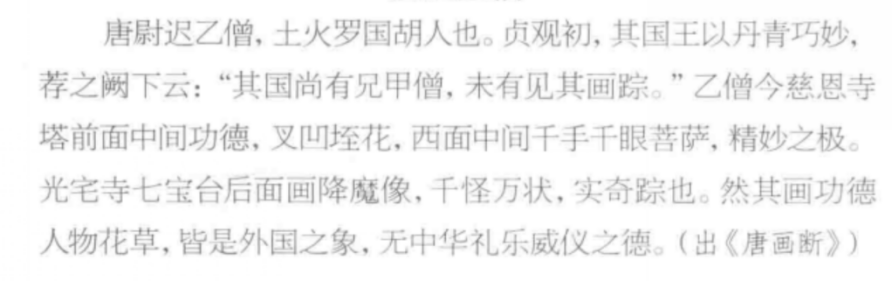 唐尉迟乙僧，土火罗国胡人也。贞观初，其国王以丹青巧妙，
荐之阙下云：“其国尚有兄甲僧，未有见其画踪。”乙僧今慈恩寺
塔前面中间功德，叉凹垤花，西面中间千手千眼菩萨，精妙之极。
光宅寺七宝台后面画降魔像，千怪万状，实奇踪也。然其画功德
人物花草，皆是外国之象，无中华礼乐威仪之德。（出《唐画断》）